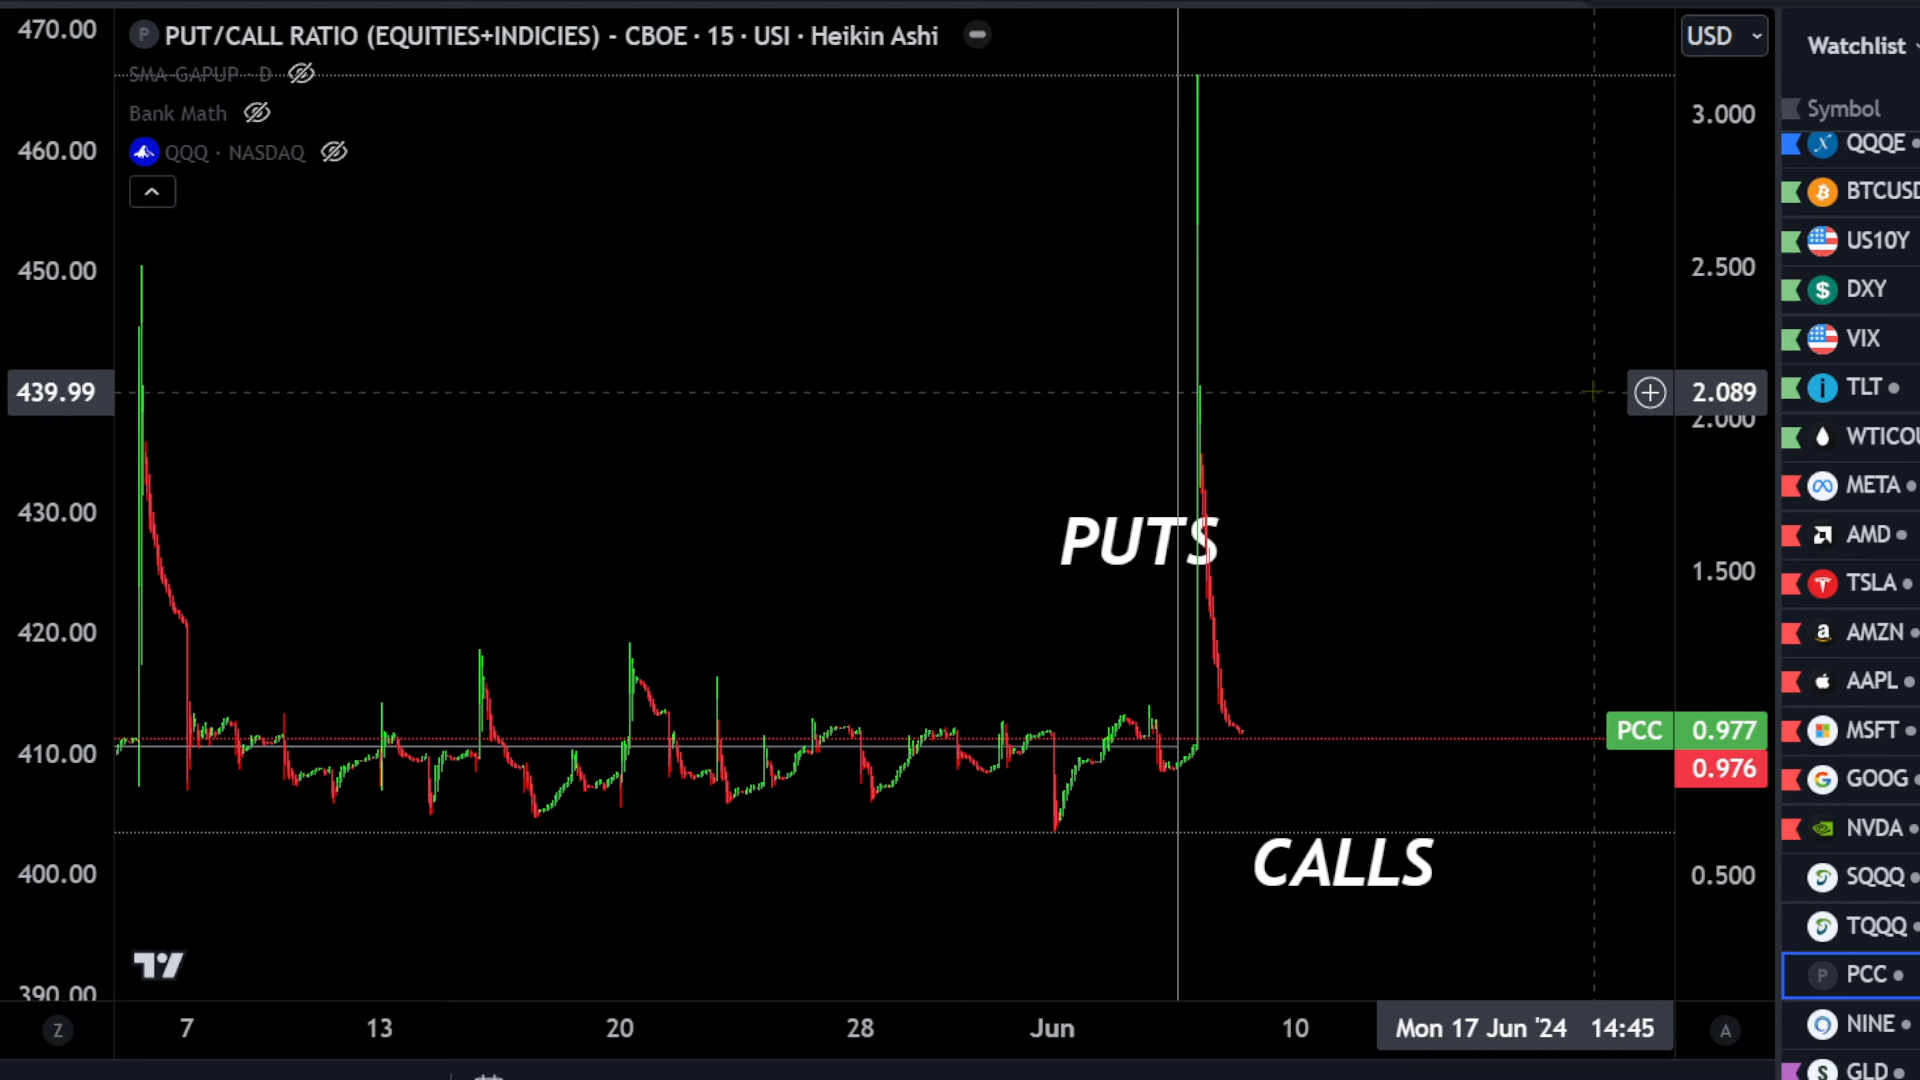 PUT/CALL RATIO (EQUITIES+INDICIES) - CBOE · 15 · USI · Heikin Ashi
SMA-GAPUP · D
Bank Math
QQQ · NASDAQ
470.00
460.00
450.00
439.99
430.00
420.00
410.00
400.00
390.00
PUTS
CALLS
USD
3.000
2.500
2.089
2.000
1.500
PCC 0.977
0.976
0.500
Z
7 13 20 28 Jun 10 Mon 17 Jun '24 14:45
A
Watchlist
Symbol
QQQE
BTCUSD
US10Y
DXY
VIX
TLT
WTICOU
META
AMD
TSLA
AMZN
AAPL
MSFT
GOOG
NVDA
SQQQ
TQQQ
P PCC
NINE
GLD